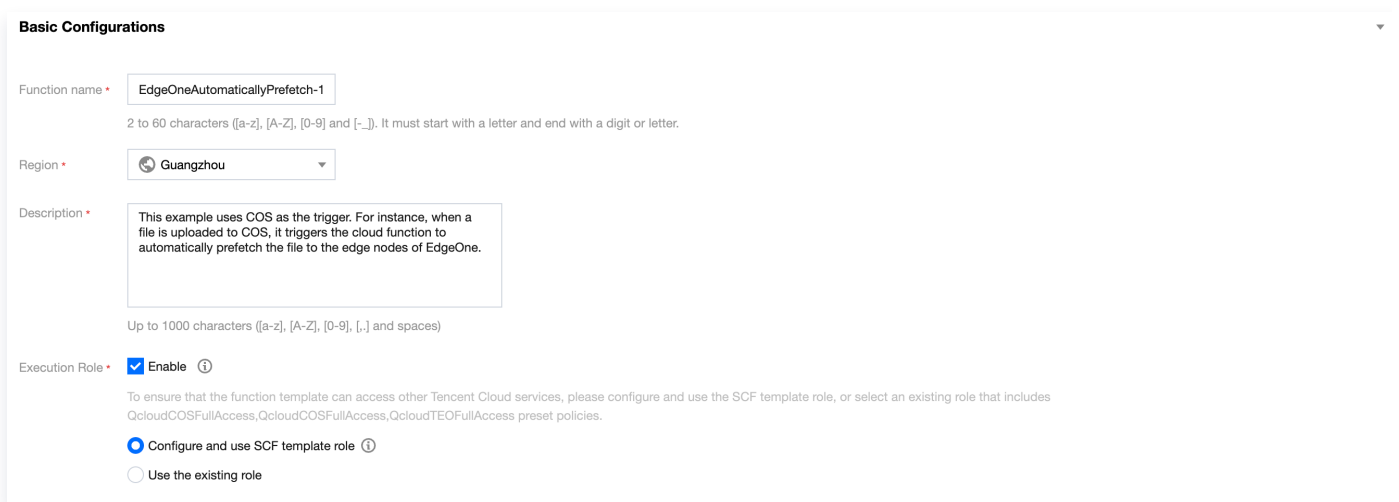 Basic Configurations
Function name *
EdgeOneAutomaticallyPrefetch-1
2 to 60 characters ([a-z], [A-Z], [0-9] and [-_]). It must start with a letter and end with a digit or letter.
Region *
Guangzhou
Description *
This example uses COS as the trigger. For instance, when a
file is uploaded to COS, it triggers the cloud function to
automatically prefetch the file to the edge nodes of EdgeOne.
Up to 1000 characters ([a-z], [A-Z], [0-9], [,.] and spaces)
Execution Role *
Enable
To ensure that the function template can access other Tencent Cloud services, please configure and use the SCF template role, or select an existing role that includes
QcloudCOSFullAccess,QcloudCOSFullAccess,QcloudTEOFullAccess preset policies.
Configure and use SCF template role
Use the existing role